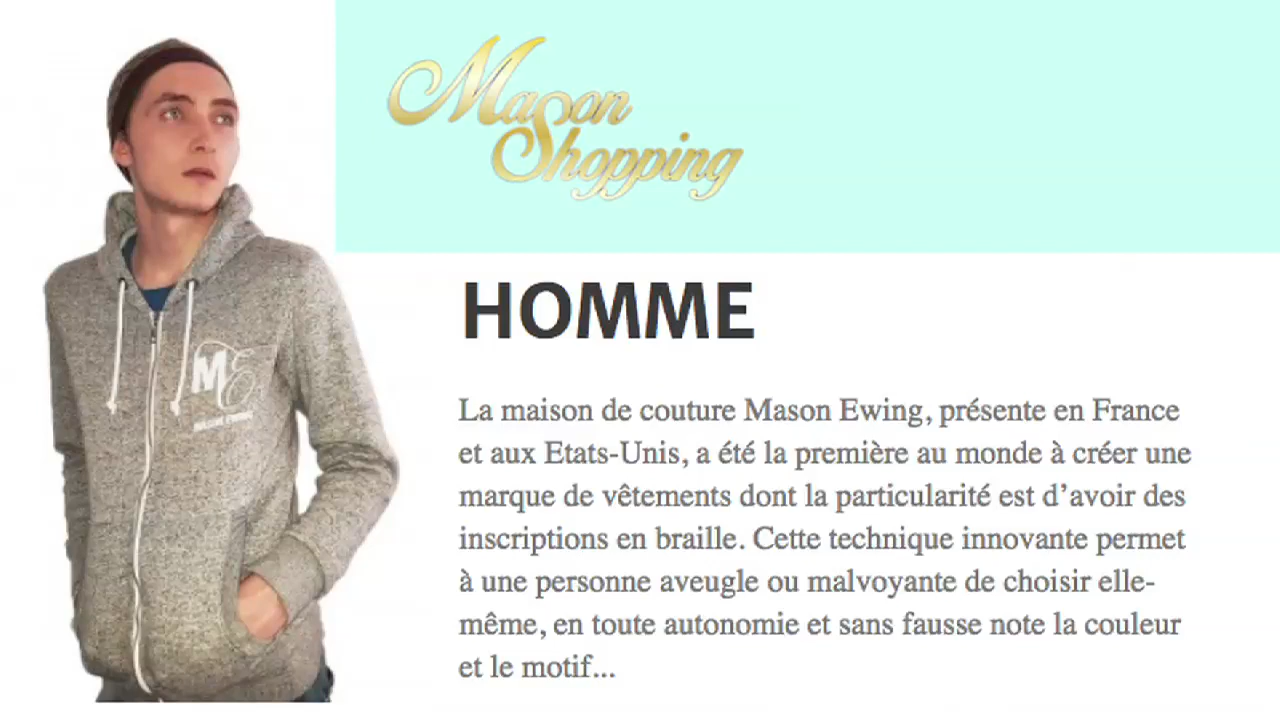 Mason
Shopping
HOMME
ME
La maison de couture Mason Ewing, présente en France
et aux Etats-Unis, a été la première au monde à créer une
marque de vêtements dont la particularité est d’avoir des
inscriptions en braille. Cette technique innovante permet
à une personne aveugle ou malvoyante de choisir elle-
même, en toute autonomie et sans fausse note la couleur
et le motif...